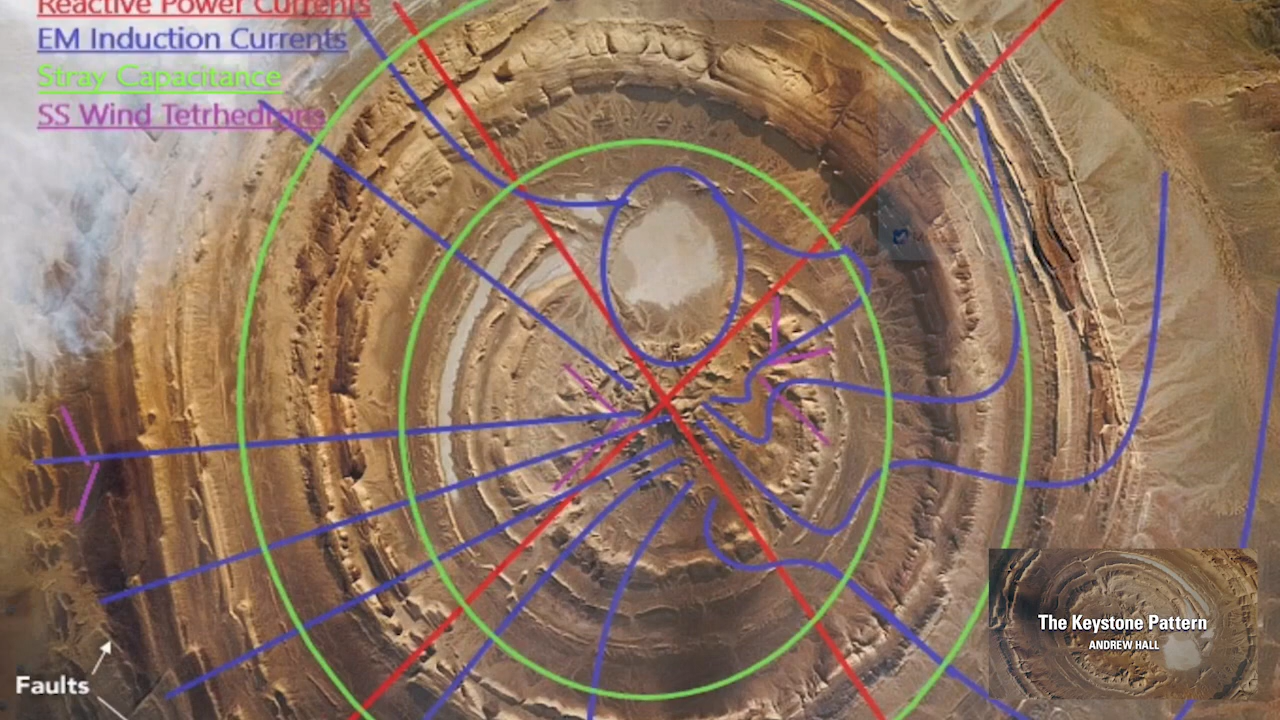 Reactive Power Currents
EM Induction Currents
Stray Capacitance
SS Wind Tetrhedrons
Faults
The Keystone Pattern
ANDREW HALL